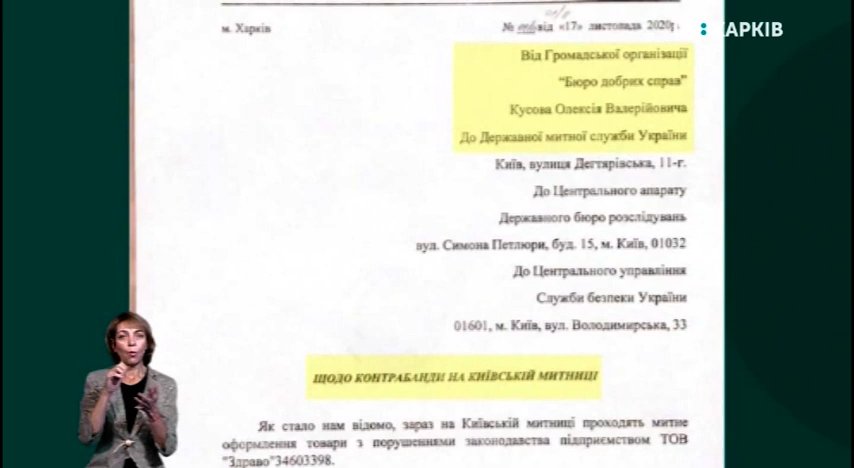 :ХАРКІВ
м. Харків № від «17» листопада 2020р.
Від Громадської організації
"Бюро добрих справ"
Кусова Олексія Валерійовича
До Державної митної служби України
Київ, вулиця Дегтярівська, 11-г.
До Центрального апарату
Державного бюро розслідувань
вул. Симона Петлюри, буд. 15, м. Київ, 01032
До Центрального управління
Служби безпеки України
01601, м. Київ, вул. Володимирська, 33
ЩОДО КОНТРАБАНДИ НА КИЇВСЬКІЙ МИТНИЦІ
Як стало нам відомо, зараз на Київській митниці проходять митне
оформлення товари з порушеннями законодавства підприємством ТОВ
"Здраво"34603398.